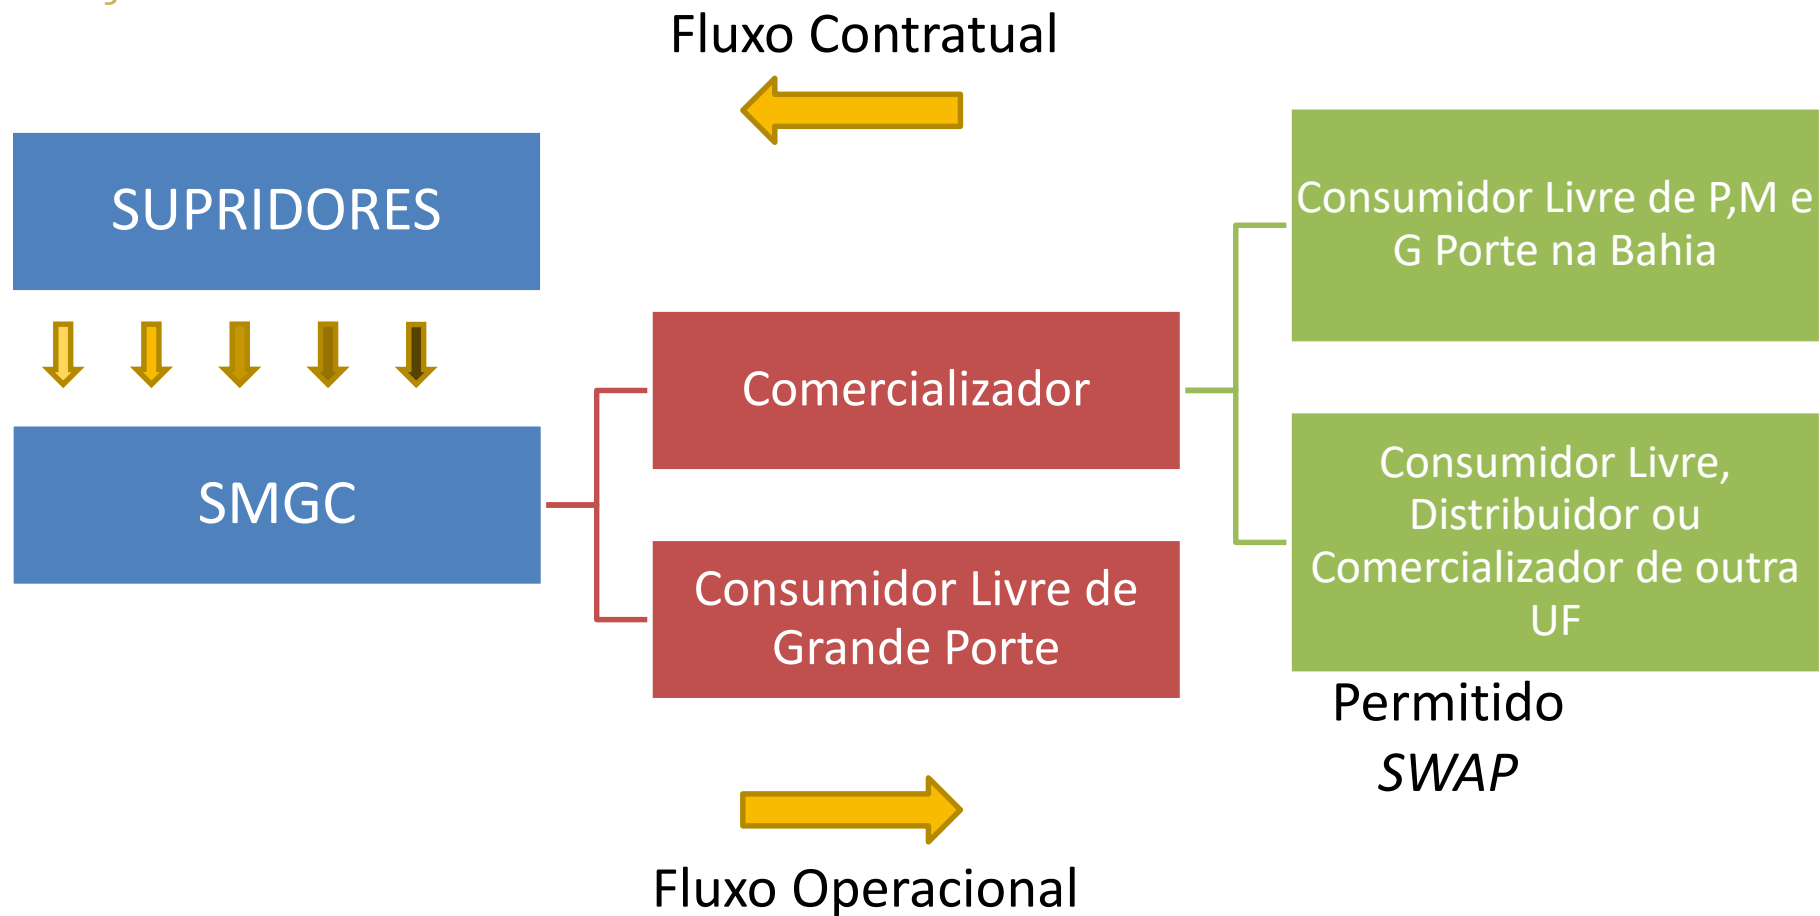 Fluxo Contratual
SUPRIDORES
SMGC
Comercializador
Consumidor Livre de
Grande Porte
Consumidor Livre de P,M e
G Porte na Bahia
Consumidor Livre,
Distribuidor ou
Comercializador de outra
UF
Permitido
SWAP
Fluxo Operacional